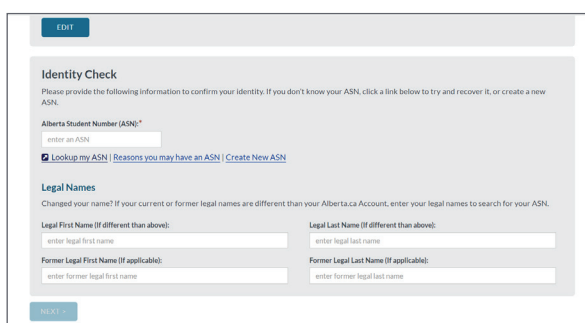 EDIT
Identity Check
Please provide the following information to confirm your identity. If you don't know your ASN, click a link below to try and recover it, or create a new
ASN.
Alberta Student Number (ASN):*
enter an ASN
Lookup my ASN | Reasons you may have an ASN | Create New ASN
Legal Names
Changed your name? If your current or former legal names are different than your Alberta.ca Account, enter your legal names to search for your ASN.
Legal First Name (If different than above): Legal Last Name (If different than above):
enter legal first name enter legal last name
Former Legal First Name (If applicable): Former Legal Last Name (If applicable):
enter former legal first name enter former legal last name
NEXT >